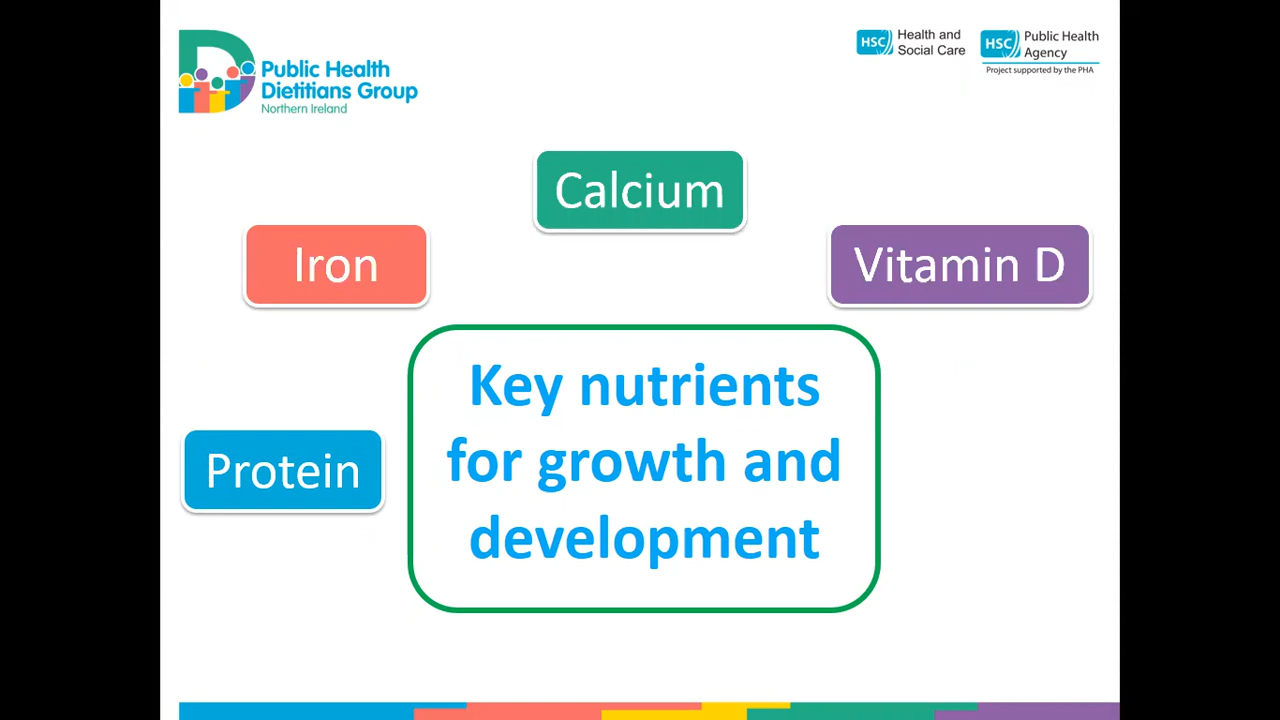 Public Health
Dietitians Group
Northern Ireland
HSC Health and
Social Care
HSC Public Health
Agency
Project supported by the PHA
Calcium
Iron
Vitamin D
Key nutrients
for growth and
development
Protein